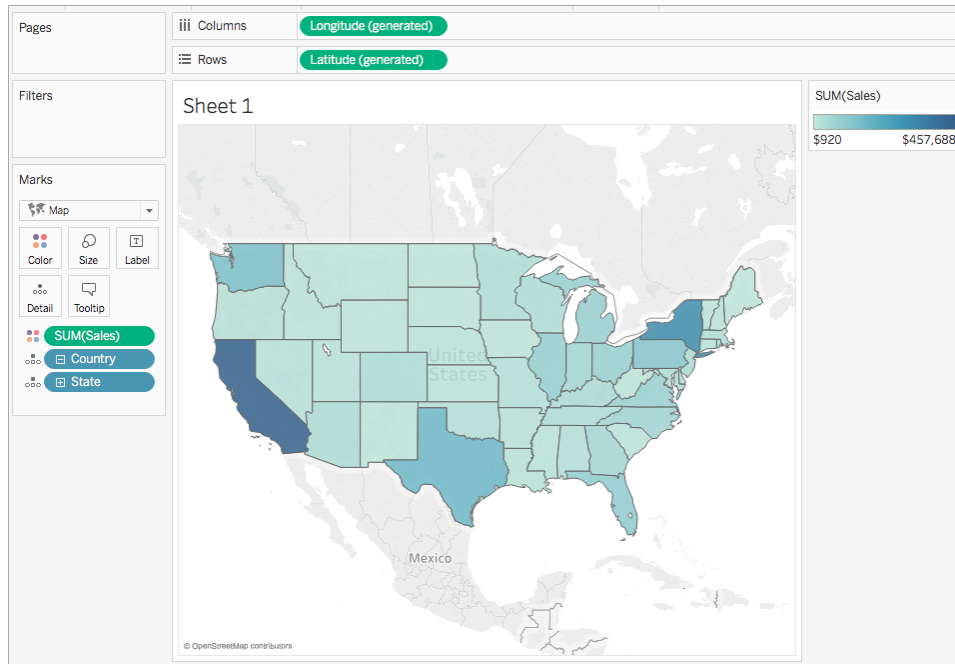 Pages
Columns
Longitude (generated)
Rows
Latitude (generated)
Filters
Sheet 1
SUM(Sales)
$920
$457,688
Marks
Map
Color
Size
Label
Detail
Tooltip
SUM(Sales)
Country
State
United
States
Mexico
© OpenStreetMap contributors